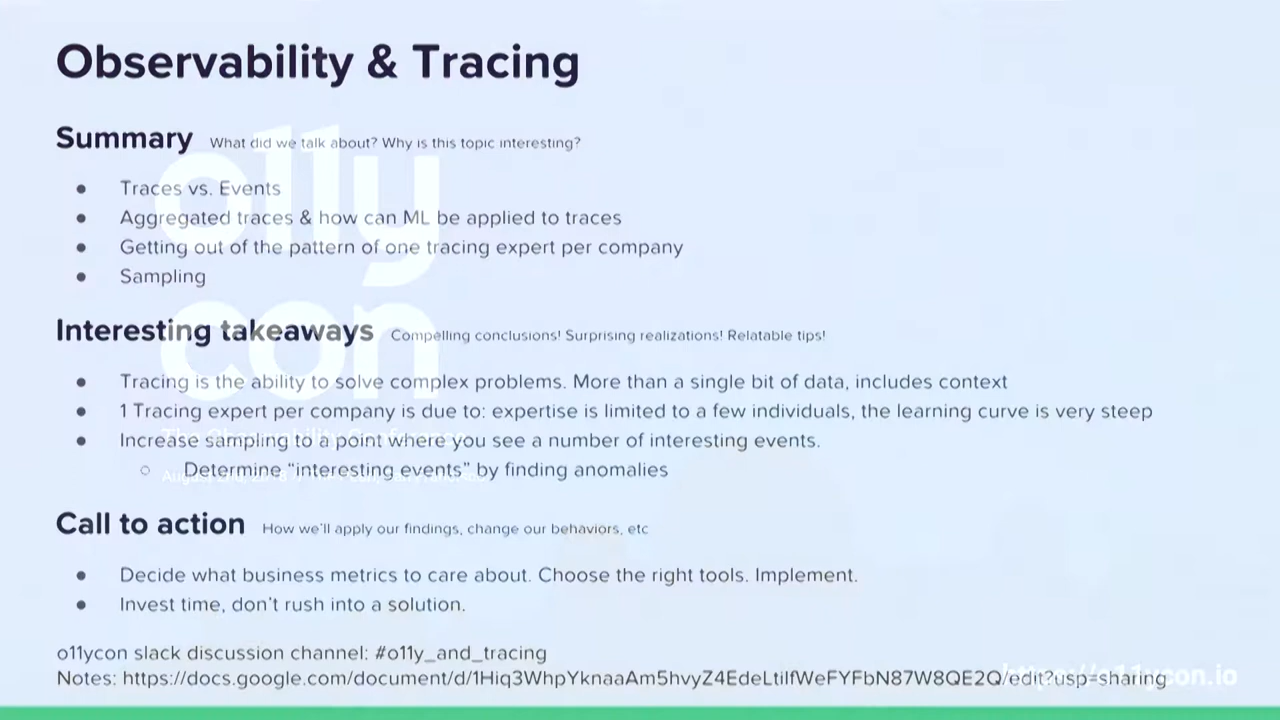 Observability & Tracing
Summary What did we talk about? Why is this topic interesting?
● Traces vs. Events
● Aggregated traces & how can ML be applied to traces
● Getting out of the pattern of one tracing expert per company
● Sampling
Interesting takeaways Compelling conclusions! Surprising realizations! Relatable tips!
● Tracing is the ability to solve complex problems. More than a single bit of data, includes context
● 1 Tracing expert per company is due to: expertise is limited to a few individuals, the learning curve is very steep
● Increase sampling to a point where you see a number of interesting events.
○ Determine “interesting events” by finding anomalies
Call to action How we'll apply our findings, change our behaviors, etc
● Decide what business metrics to care about. Choose the right tools. Implement.
● Invest time, don't rush into a solution.
o11ycon slack discussion channel: #o11y_and_tracing
Notes: https://docs.google.com/document/d/1Hiq3WhpYknaaAm5hvyZ4EdeLtiIfWeFYFbN87W8QE2Q/edit?usp=sharing
o11y
con
https://o11ycon.io